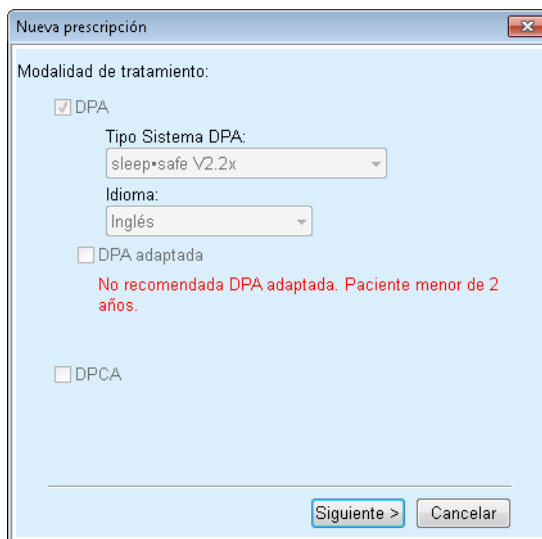 Nueva prescripción
Modalidad de tratamiento:
DPA
Tipo Sistema DPA:
sleep•safe V2.2x
Idioma:
Inglés
DPA adaptada
No recomendada DPA adaptada. Paciente menor de 2
años.
DPCA
Siguiente > Cancelar